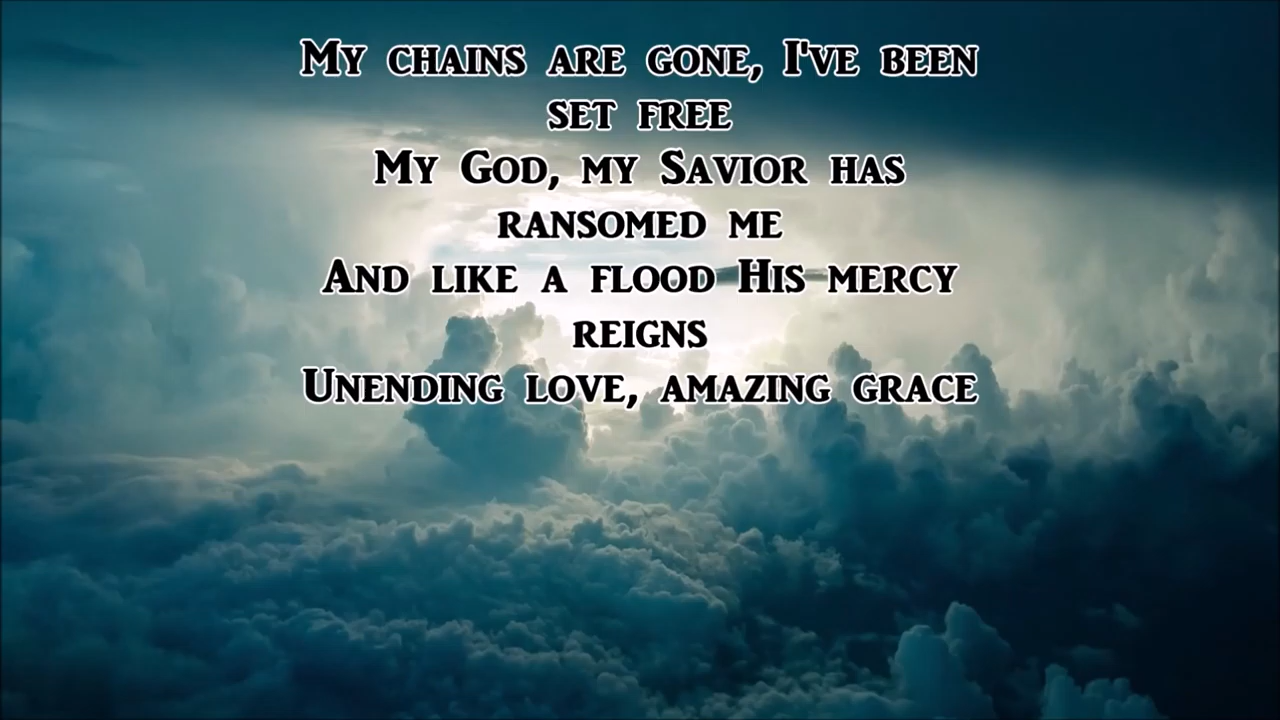 My chains are gone, I've been
set free
My God, my Savior has
ransomed me
And like a flood His mercy
reigns
Unending love, amazing grace